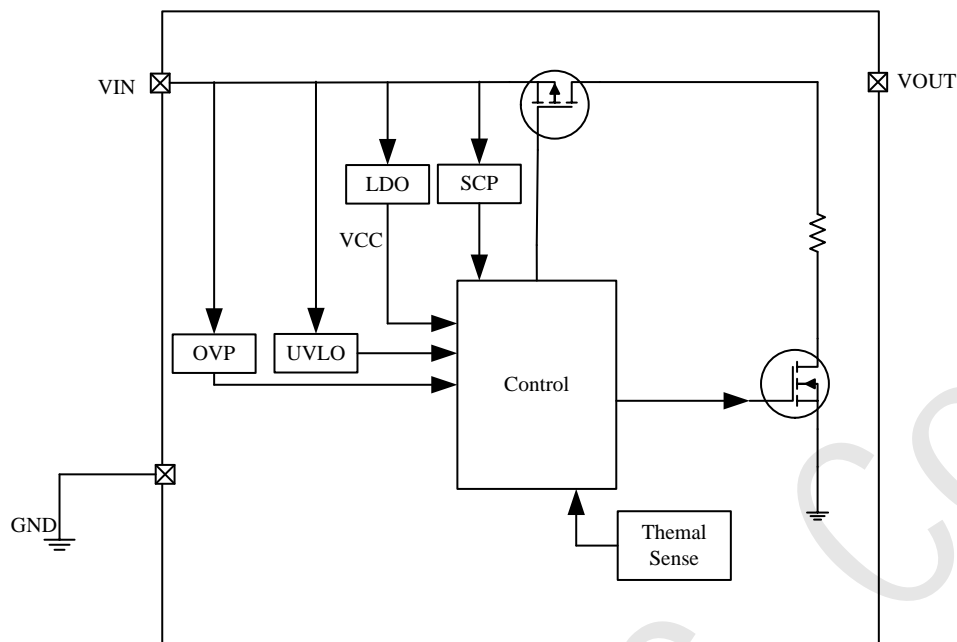 VIN
VOUT
LDO
SCP
VCC
OVP
UVLO
Control
GND
Themal
Sense